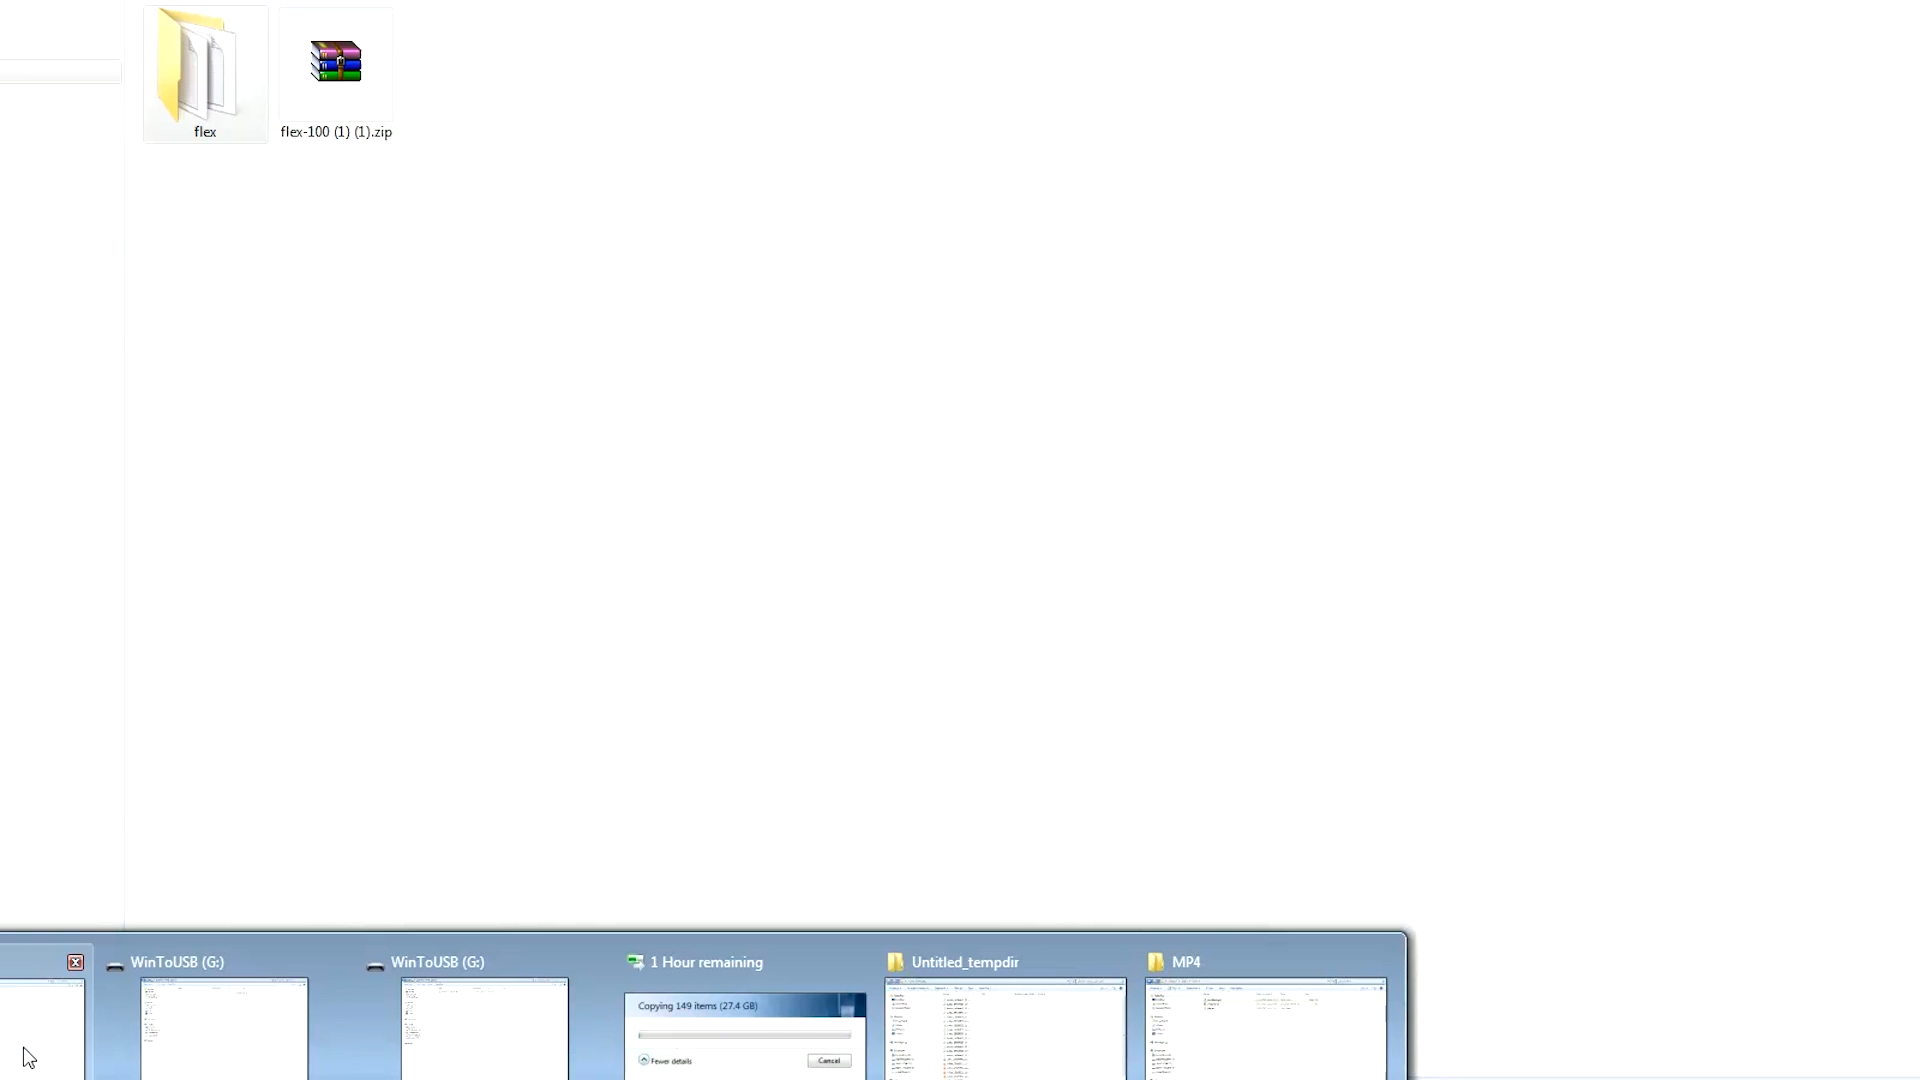 flex
flex-100 (1) (1).zip
WinToUSB (G:)
WinToUSB (G:)
1 Hour remaining
Untitled_tempdir
MP4
Copying 149 items (27.4 GB)
Fewer details
Cancel